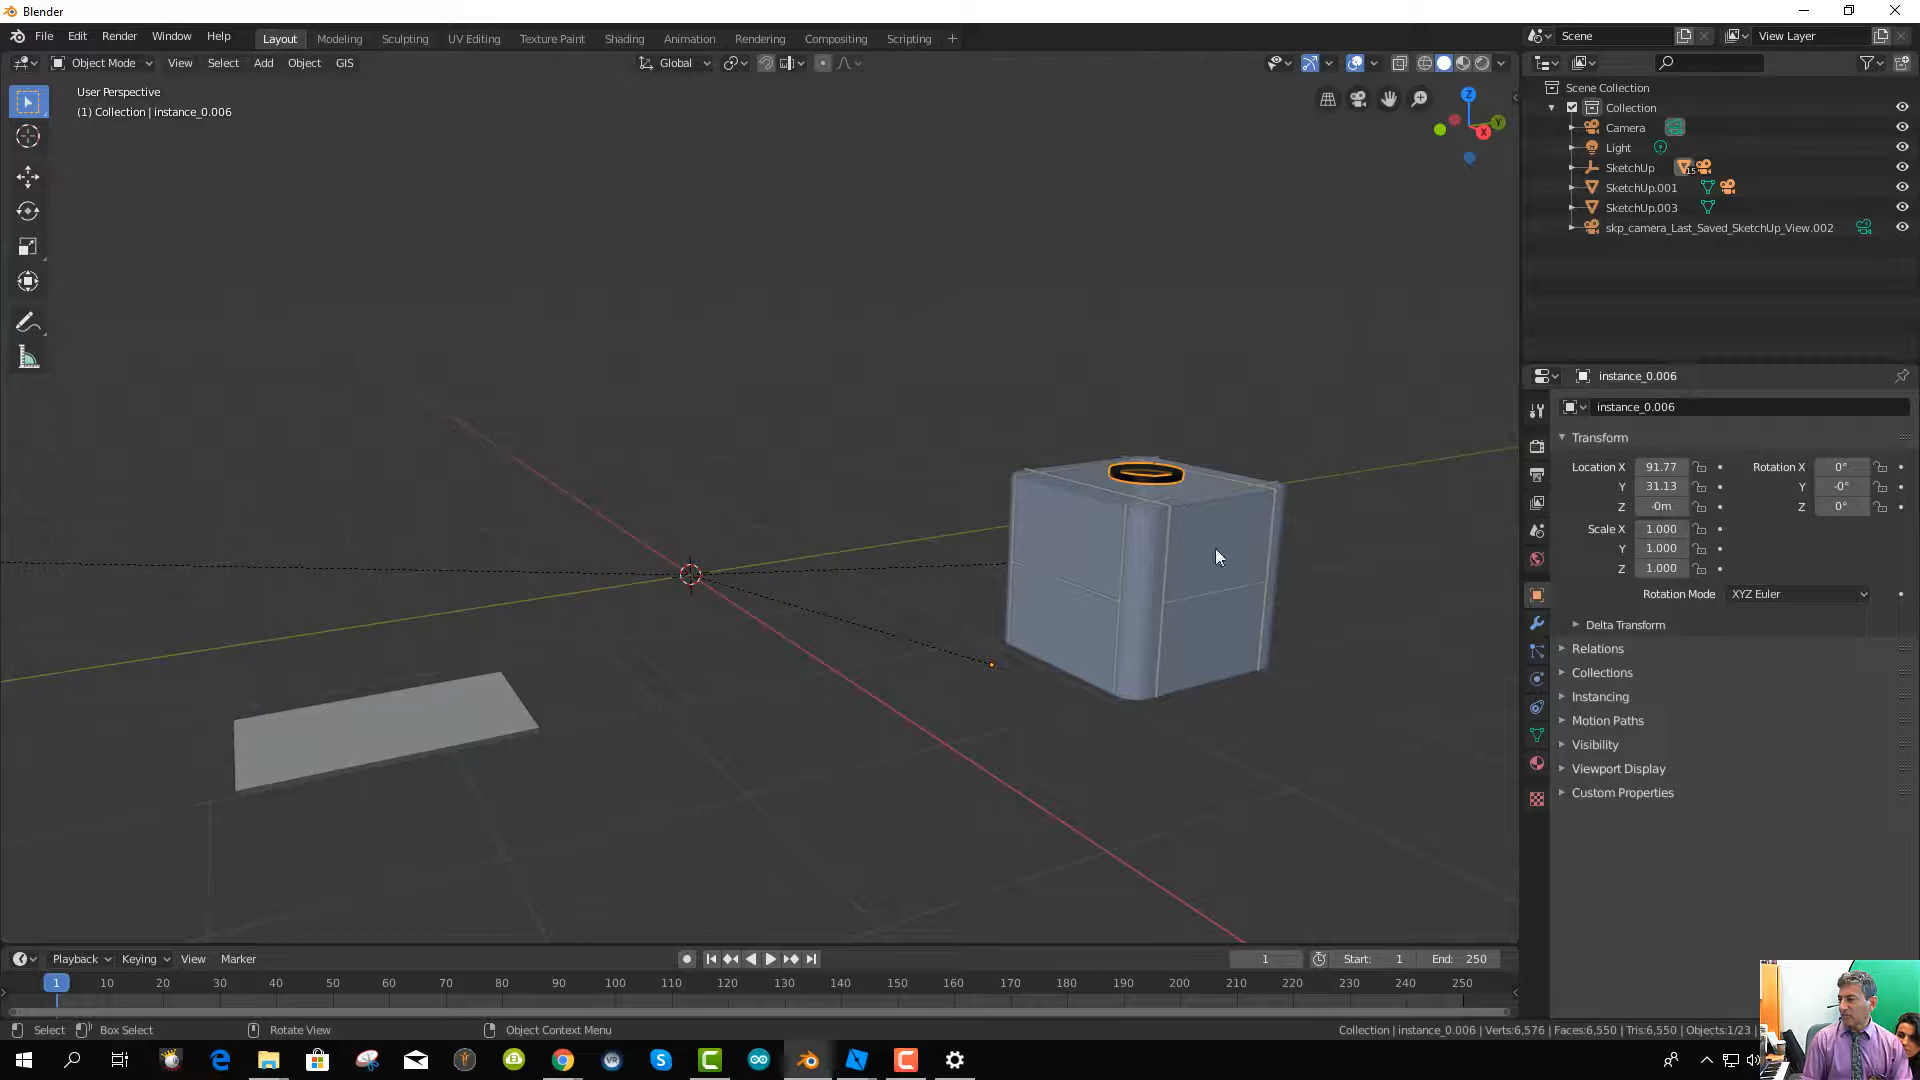 Blender
File Edit Render Window Help
Layout Modeling Sculpting UV Editing Texture Paint Shading Animation Rendering Compositing Scripting +
Scene
View Layer
Object Mode View Select Add Object GIS
Global
User Perspective
(1) Collection | instance_0.006
Z
Y
X
Scene Collection
Collection
Camera
Light
SketchUp 15
SketchUp.001
SketchUp.003
skp_camera_Last_Saved_SketchUp_View.002
instance_0.006
instance_0.006
Transform
Location X 91.77 Rotation X 0°
Y 31.13 Y -0°
Z -0m Z 0°
Scale X 1.000
Y 1.000
Z 1.000
Rotation Mode XYZ Euler
Delta Transform
Relations
Collections
Instancing
Motion Paths
Visibility
Viewport Display
Custom Properties
Playback Keying View Marker
1 Start: 1 End: 250
1 10 20 30 40 50 60 70 80 90 100 110 120 130 140 150 160 170 180 190 200 210 220 230 240 250
Select Box Select Rotate View Object Context Menu
Collection | instance_0.006 | Verts:6,576 | Faces:6,550 | Tris:6,550 | Objects:1/23